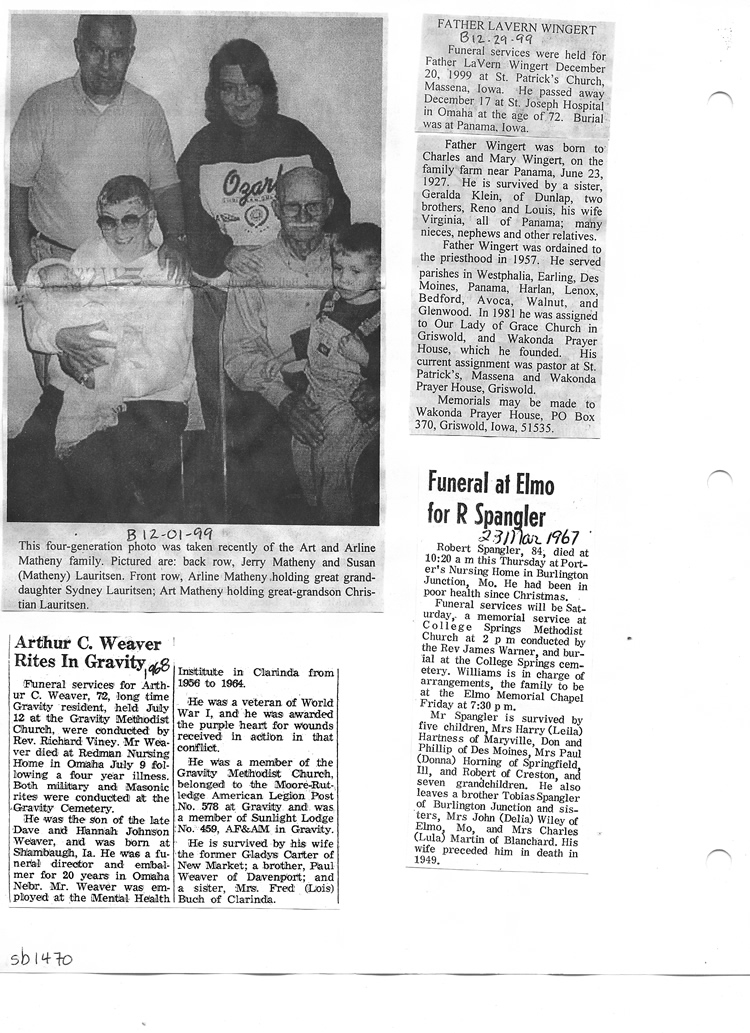 Ozark
B 12-01-99
This four-generation photo was taken recently of the Art and Arline
Matheny family. Pictured are: back row, Jerry Matheny and Susan
(Matheny) Lauritsen. Front row, Arline Matheny holding great grand-
daughter Sydney Lauritsen; Art Matheny holding great-grandson Chris-
tian Lauritsen.
Arthur C. Weaver
Rites In Gravity
1968
Funeral services for Arth-
ur C. Weaver, 72, long time
Gravity resident, held July
12 at the Gravity Methodist
Church, were conducted by
Rev. Richard Viney. Mr Wea-
ver died at Redman Nursing
Home in Omaha July 9 fol-
lowing a four year illness.
Both military and Masonic
rites were conducted at the
Gravity Cemetery.
He was the son of the late
Dave and Hannah Johnson
Weaver, and was born at
Shambaugh, Ia. He was a fu-
neral director and embal-
mer for 20 years in Omaha
Nebr. Mr. Weaver was em-
ployed at the Mental Health
Institute in Clarinda from
1956 to 1964.
He was a veteran of World
War I, and he was awarded
the purple heart for wounds
received in action in that
conflict.
He was a member of the
Gravity Methodist Church,
belonged to the Moore-Rut-
ledge American Legion Post
No. 578 at Gravity and was
a member of Sunlight Lodge
No. 459, AF&AM in Gravity.
He is survived by his wife
the former Gladys Carter of
New Market; a brother, Paul
Weaver of Davenport; and
a sister, Mrs. Fred (Lois)
Buch of Clarinda.
FATHER LAVERN WINGERT
B 12-29-99
Funeral services were held for
Father LaVern Wingert December
20, 1999 at St. Patrick's Church,
Massena, Iowa. He passed away
December 17 at St. Joseph Hospital
in Omaha at the age of 72. Burial
was at Panama, Iowa.
Father Wingert was born to
Charles and Mary Wingert, on the
family farm near Panama, June 23,
1927. He is survived by a sister,
Geralda Klein, of Dunlap, two
brothers, Reno and Louis, his wife
Virginia, all of Panama; many
nieces, nephews and other relatives.
Father Wingert was ordained to
the priesthood in 1957. He served
parishes in Westphalia, Earling, Des
Moines, Panama, Harlan, Lenox,
Bedford, Avoca, Walnut, and
Glenwood. In 1981 he was assigned
to Our Lady of Grace Church in
Griswold, and Wakonda Prayer
House, which he founded. His
current assignment was pastor at St.
Patrick's, Massena and Wakonda
Prayer House, Griswold.
Memorials may be made to
Wakonda Prayer House, PO Box
370, Griswold, Iowa, 51535.
Funeral at Elmo
for R Spangler
23 Mar 1967
Robert Spangler, 84, died at
10:20 a m this Thursday at Port-
er's Nursing Home in Burlington
Junction, Mo. He had been in
poor health since Christmas.
Funeral services will be Sat-
urday, a memorial service at
College Springs Methodist
Church at 2 p m conducted by
the Rev James Warner, and bur-
ial at the College Springs cem-
etery. Williams is in charge of
arrangements, the family to be
at the Elmo Memorial Chapel
Friday at 7:30 p m.
Mr Spangler is survived by
five children, Mrs Harry (Leila)
Hartness of Maryville, Don and
Phillip of Des Moines, Mrs Paul
(Donna) Horning of Springfield,
Ill, and Robert of Creston, and
seven grandchildren. He also
leaves a brother Tobias Spangler
of Burlington Junction and sis-
ters, Mrs John (Delia) Wiley of
Elmo, Mo, and Mrs Charles
(Lula) Martin of Blanchard. His
wife preceded him in death in
1949.
sb1470